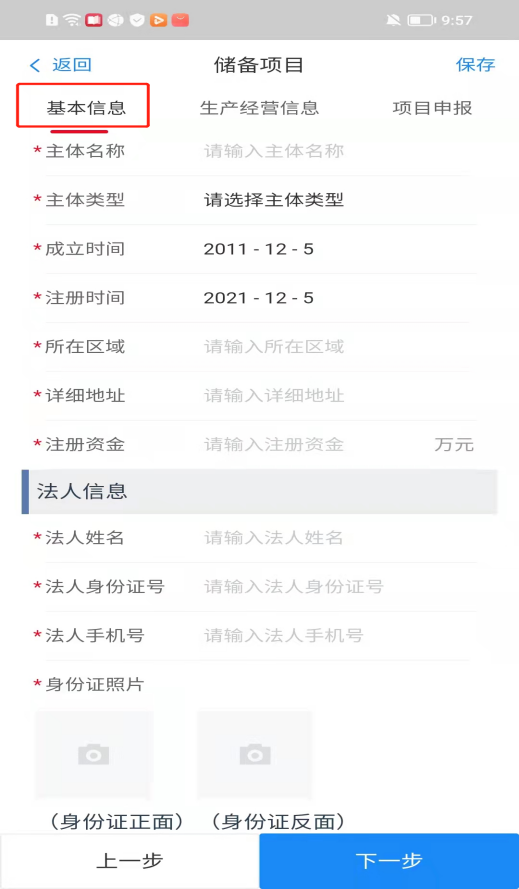 9:57
返回 储备项目 保存
基本信息 生产经营信息 项目申报
*主体名称 请输入主体名称
*主体类型 请选择主体类型
*成立时间 2011 - 12 - 5
*注册时间 2021 - 12 - 5
*所在区域 请输入所在区域
*详细地址 请输入详细地址
*注册资金 请输入注册资金 万元
法人信息
*法人姓名 请输入法人姓名
*法人身份证号 请输入法人身份证号
*法人手机号 请输入法人手机号
*身份证照片
(身份证正面) (身份证反面)
上一步 下一步